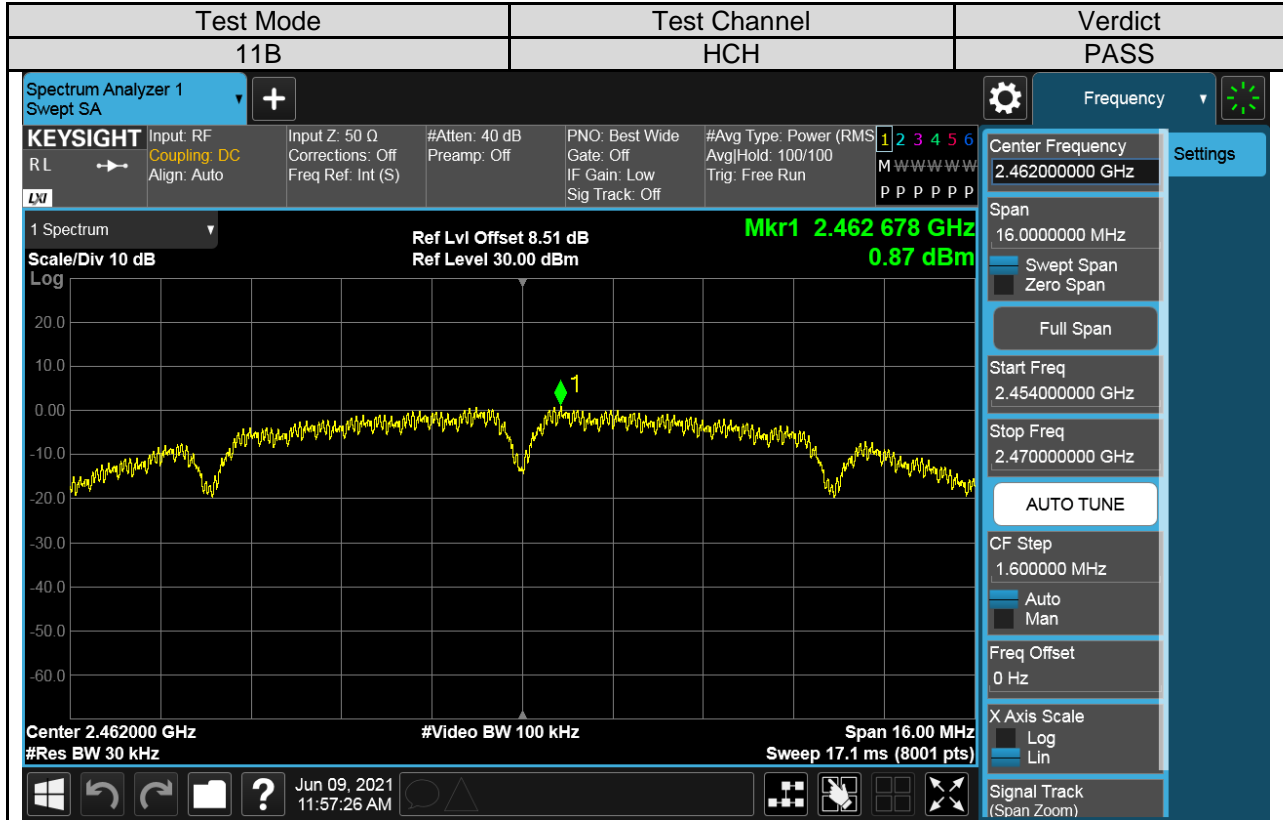 Test Mode Test Channel Verdict
11B HCH PASS
Spectrum Analyzer 1
Swept SA
+
Frequency
KEYSIGHT Input: RF Input Z: 50 Ω #Atten: 40 dB PNO: Best Wide #Avg Type: Power (RMS 1 2 3 4 5 6
R L Coupling: DC Corrections: Off Preamp: Off Gate: Off Avg|Hold: 100/100 M W W W W W
Align: Auto Freq Ref: Int (S) IF Gain: Low Trig: Free Run
LXI Sig Track: Off P P P P P P
Center Frequency
2.462000000 GHz
Settings
1 Spectrum
Scale/Div 10 dB
Log
Ref Lvl Offset 8.51 dB
Ref Level 30.00 dBm
Mkr1 2.462 678 GHz
0.87 dBm
20.0
10.0
0.00
-10.0
-20.0
-30.0
-40.0
-50.0
-60.0
1
Center 2.462000 GHz #Video BW 100 kHz Span 16.00 MHz
#Res BW 30 kHz Sweep 17.1 ms (8001 pts)
Span
16.0000000 MHz
Swept Span
Zero Span
Full Span
Start Freq
2.454000000 GHz
Stop Freq
2.470000000 GHz
AUTO TUNE
CF Step
1.600000 MHz
Auto
Man
Freq Offset
0 Hz
X Axis Scale
Log
Lin
Signal Track
(Span Zoom)
?
Jun 09, 2021
11:57:26 AM